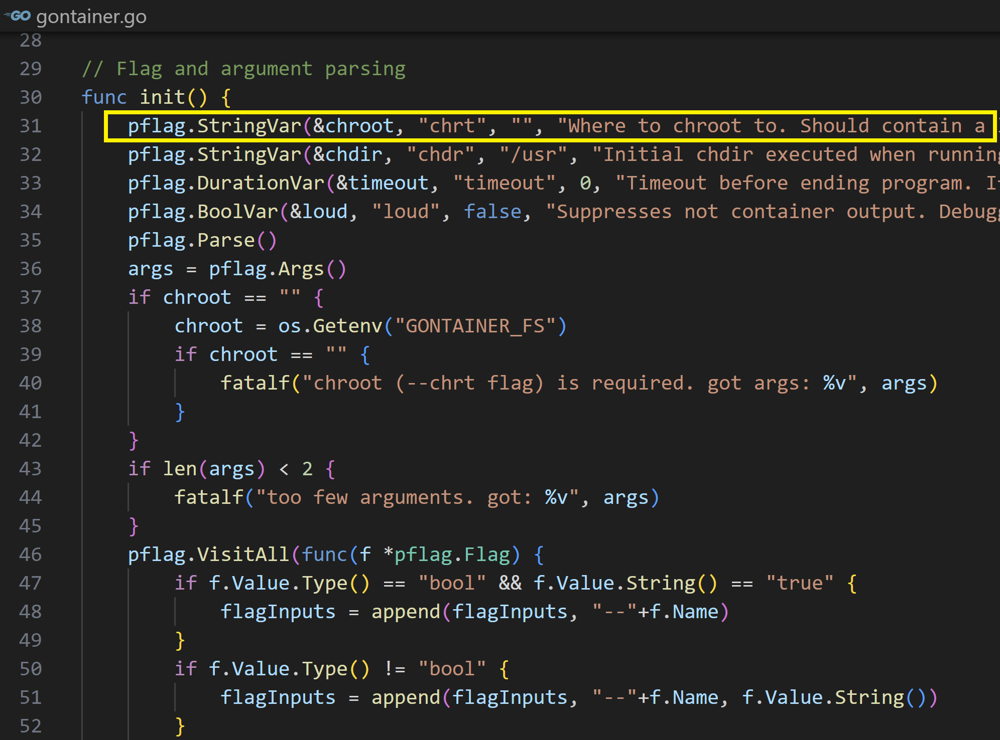 GO gontainer.go
28
29 // Flag and argument parsing
30 func init() {
31 pflag.StringVar(&chroot, "chrt", "", "Where to chroot to. Should contain a
32 pflag.StringVar(&chdir, "chdr", "/usr", "Initial chdir executed when running
33 pflag.DurationVar(&timeout, "timeout", 0, "Timeout before ending program. If
34 pflag.BoolVar(&loud, "loud", false, "Suppresses not container output. Debugg
35 pflag.Parse()
36 args = pflag.Args()
37 if chroot == "" {
38 chroot = os.Getenv("GONTAINER_FS")
39 if chroot == "" {
40 fatalf("chroot (--chrt flag) is required. got args: %v", args)
41 }
42 }
43 if len(args) < 2 {
44 fatalf("too few arguments. got: %v", args)
45 }
46 pflag.VisitAll(func(f *pflag.Flag) {
47 if f.Value.Type() == "bool" && f.Value.String() == "true" {
48 flagInputs = append(flagInputs, "--"+f.Name)
49 }
50 if f.Value.Type() != "bool" {
51 flagInputs = append(flagInputs, "--"+f.Name, f.Value.String())
52 }